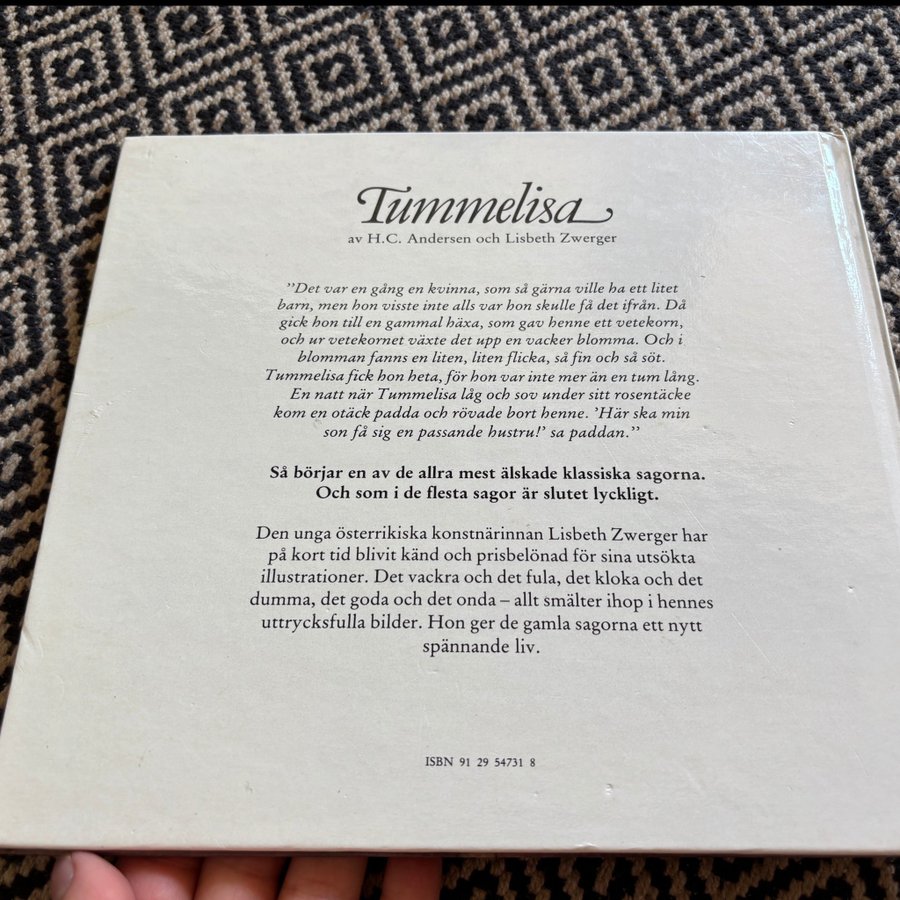 Tummelisa
av H.C. Andersen och Lisbeth Zwerger
”Det var en gång en kvinna, som så gärna ville ha ett litet
barn, men hon visste inte alls var hon skulle få det ifrån. Då
gick hon till en gammal häxa, som gav henne ett vetekorn,
och ur vetekornet växte det upp en vacker blomma. Och i
blomman fanns en liten, liten flicka, så fin och så söt.
Tummelisa fick hon heta, för hon var inte mer än en tum lång.
En natt när Tummelisa låg och sov under sitt rosentäcke
kom en otäck padda och rövade bort henne. ’Här ska min
son få sig en passande hustru!’ sa paddan.”
Så börjar en av de allra mest älskade klassiska sagorna.
Och som i de flesta sagor är slutet lyckligt.
Den unga österrikiska konstnärinnan Lisbeth Zwerger har
på kort tid blivit känd och prisbelönad för sina utsökta
illustrationer. Det vackra och det fula, det kloka och det
dumma, det goda och det onda – allt smälter ihop i hennes
uttrycksfulla bilder. Hon ger de gamla sagorna ett nytt
spännande liv.
ISBN 91 29 54731 8